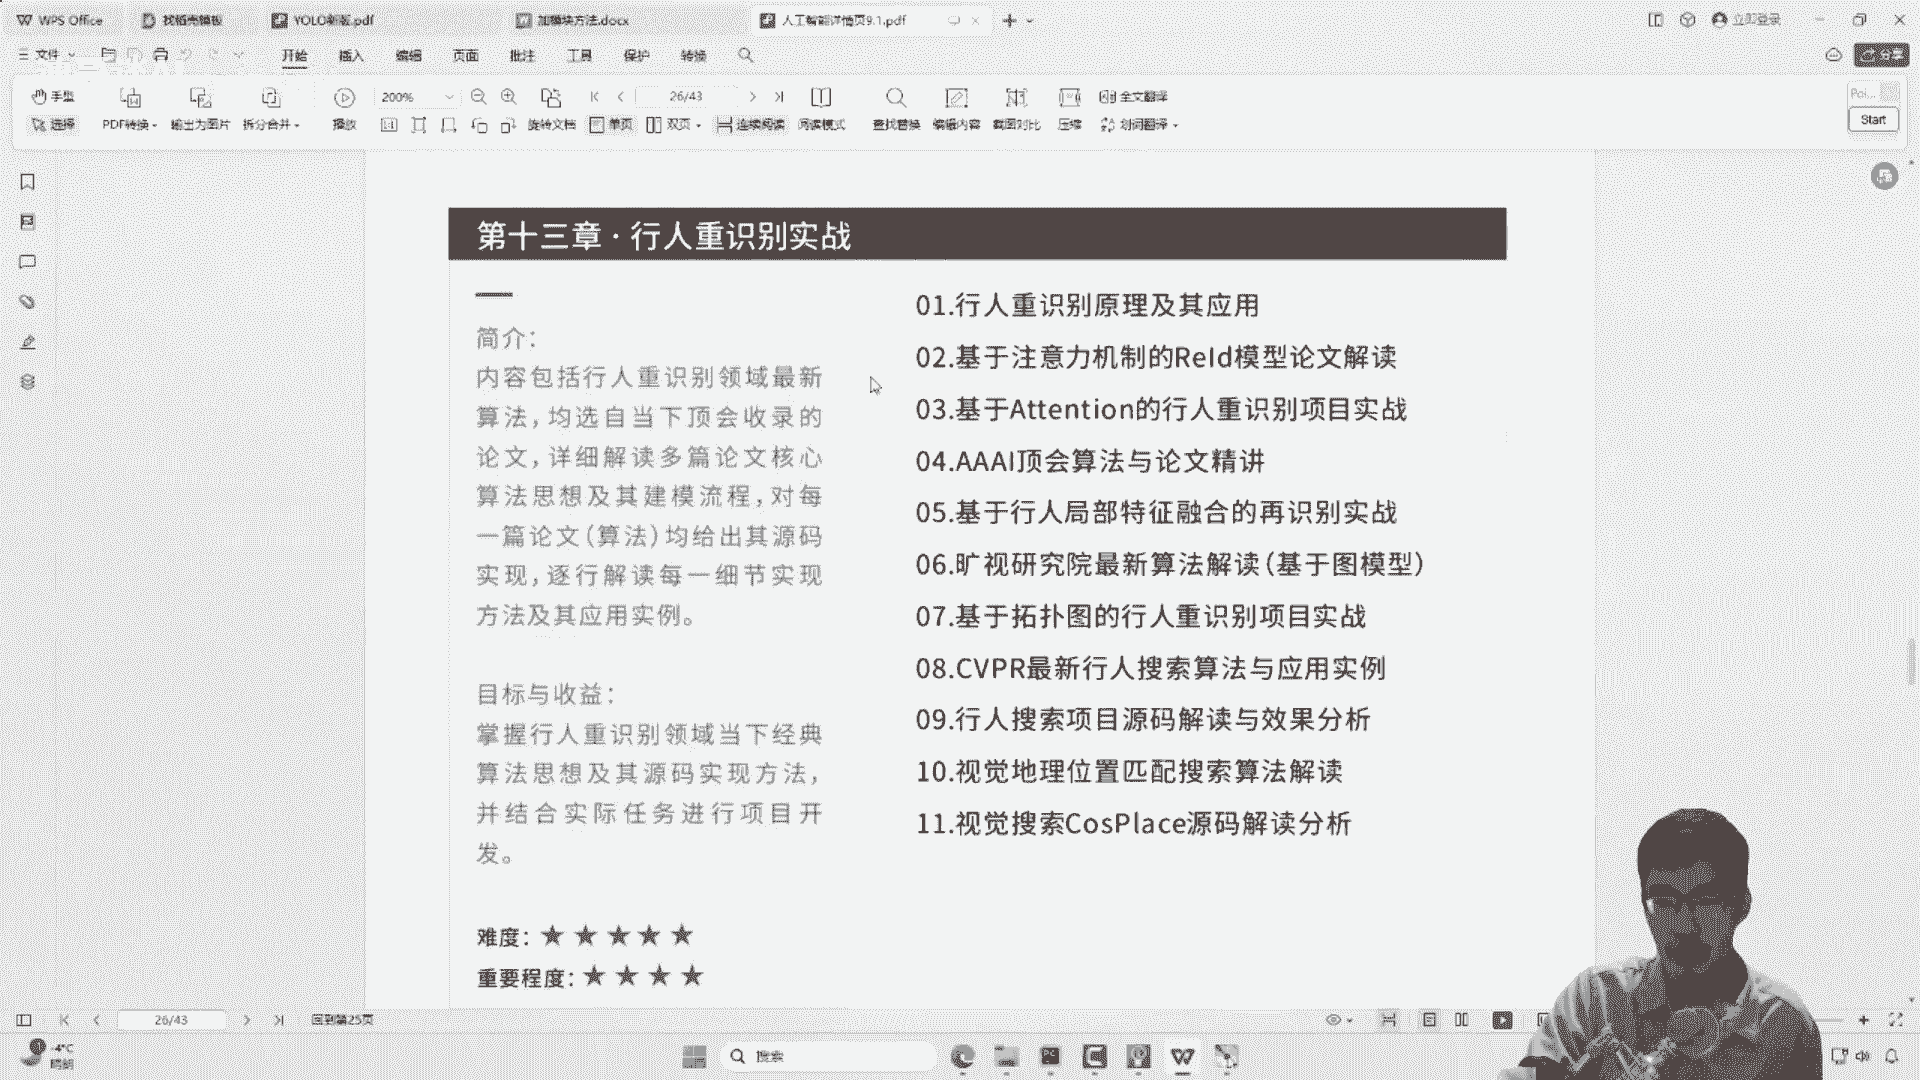 WPS Office
找稻壳模板
YOLO新版.pdf
加模块方法.docx
人工智能详情页9.1.pdf
立即登录
文件
开始
插入
编辑
页面
批注
工具
保护
转换
分享
手型
选择
PDF转换
输出为图片
拆分合并
播放
200%
26/43
旋转文档
单页
双页
连续阅读
阅读模式
查找替换
编辑内容
截图对比
压缩
全文翻译
划词翻译
Start
第十三章·行人重识别实战
简介：
内容包括行人重识别领域最新
算法，均选自当下顶会收录的
论文，详细解读多篇论文核心
算法思想及其建模流程，对每
一篇论文（算法）均给出其源码
实现，逐行解读每一细节实现
方法及其应用实例。
目标与收益：
掌握行人重识别领域当下经典
算法思想及其源码实现方法，
并结合实际任务进行项目开
发。
难度：★★★★★
重要程度：★★★★
01.行人重识别原理及其应用
02.基于注意力机制的ReId模型论文解读
03.基于Attention的行人重识别项目实战
04.AAAI顶会算法与论文精讲
05.基于行人局部特征融合的再识别实战
06.旷视研究院最新算法解读（基于图模型）
07.基于拓扑图的行人重识别项目实战
08.CVPR最新行人搜索算法与应用实例
09.行人搜索项目源码解读与效果分析
10.视觉地理位置匹配搜索算法解读
11.视觉搜索CosPlace源码解读分析
26/43
回到第25页
-4°C
晴朗
搜索